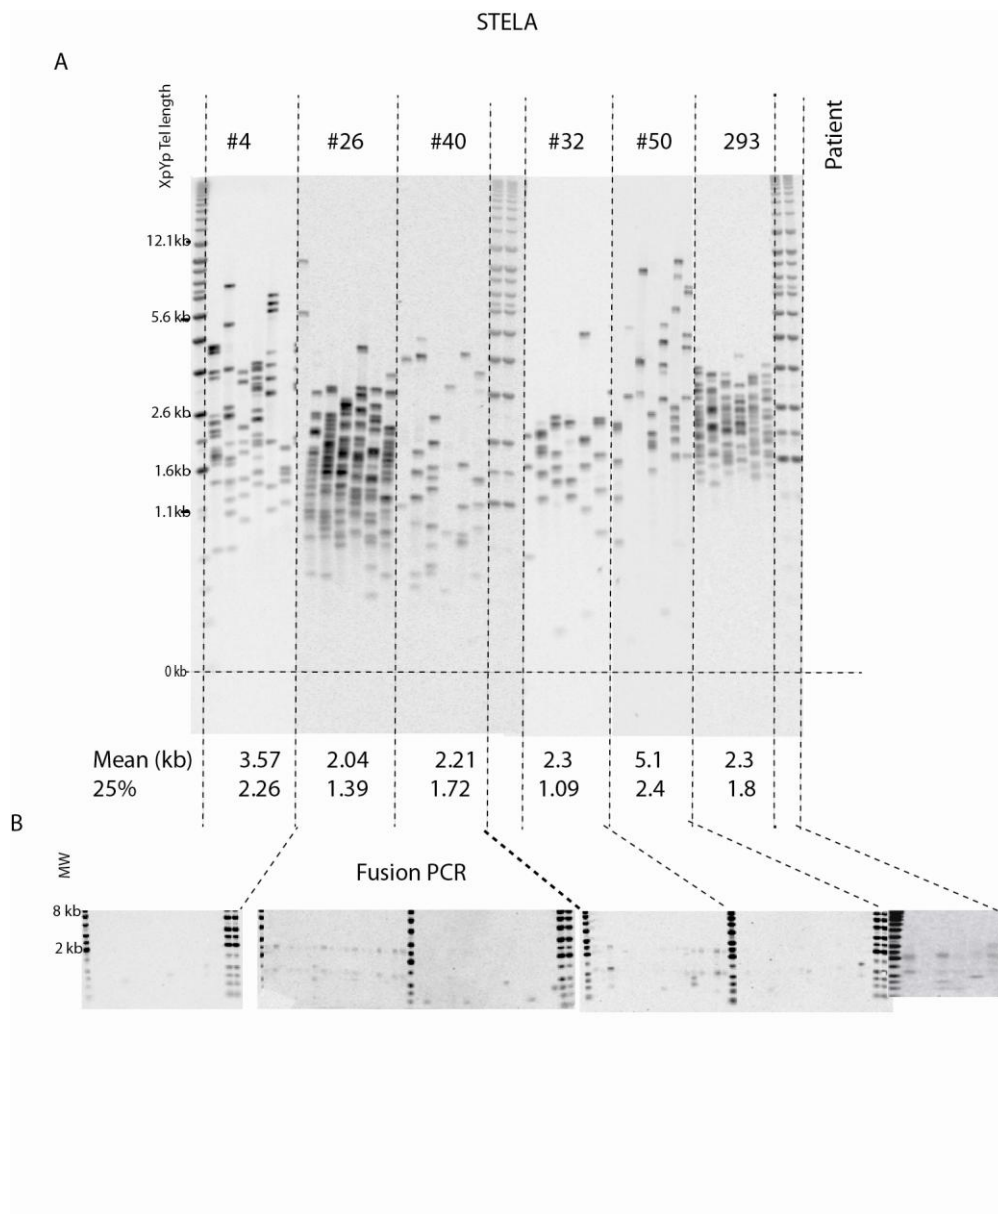 STELA
A
XpYp Tel length
#4 #26 #40 #32 #50 293
Patient
12.1kb
5.6 kb
2.6 kb
1.6kb
1.1kb
0 kb
Mean (kb) 3.57 2.04 2.21 2.3 5.1 2.3
25% 2.26 1.39 1.72 1.09 2.4 1.8
B
MW
Fusion PCR
8 kb
2 kb